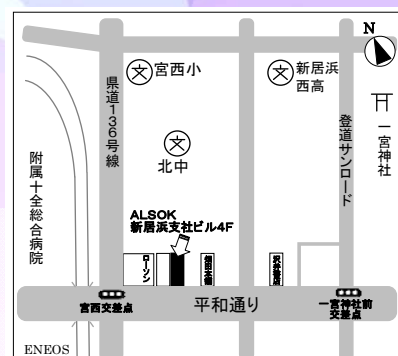 N
宮西小
新居浜
西高
県道136号線
一宮神社
登道サンロード
北中
附属十全総合病院
ALSOK
新居浜支社ビル4F
ローソン
平和通り
宮西交差点
一宮神社前
交差点
ENEOS